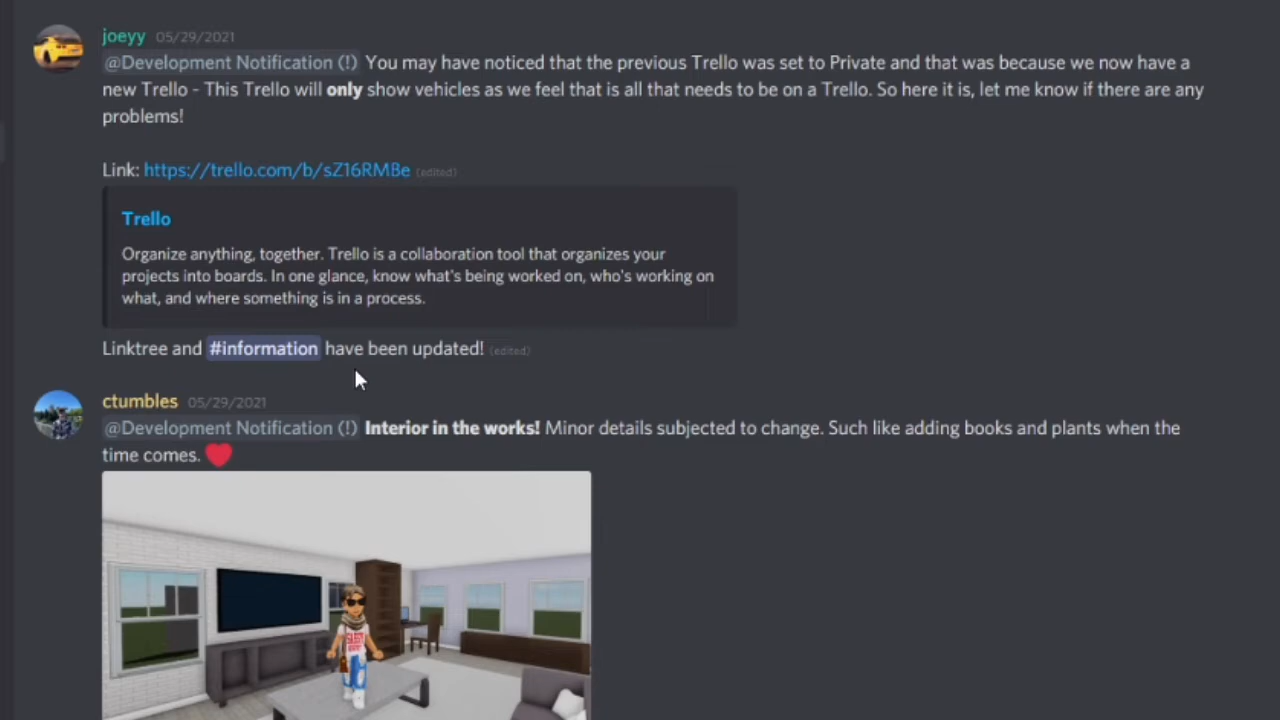 joeyy 05/29/2021
@Development Notification (!) You may have noticed that the previous Trello was set to Private and that was because we now have a
new Trello - This Trello will only show vehicles as we feel that is all that needs to be on a Trello. So here it is, let me know if there are any
problems!
Link: https://trello.com/b/sZ16RMBe (edited)
Trello
Organize anything, together. Trello is a collaboration tool that organizes your
projects into boards. In one glance, know what's being worked on, who's working on
what, and where something is in a process.
Linktree and #information have been updated! (edited)
ctumbles 05/29/2021
@Development Notification (!) Interior in the works! Minor details subjected to change. Such like adding books and plants when the
time comes.